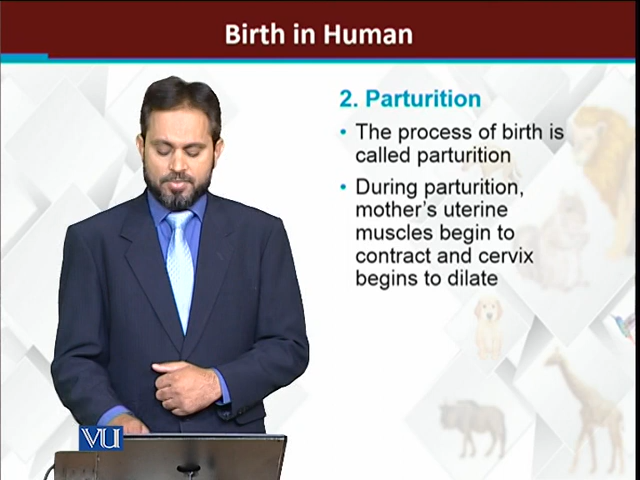 Birth in Human
2. Parturition
• The process of birth is
called parturition
• During parturition,
mother's uterine
muscles begin to
contract and cervix
begins to dilate
VU